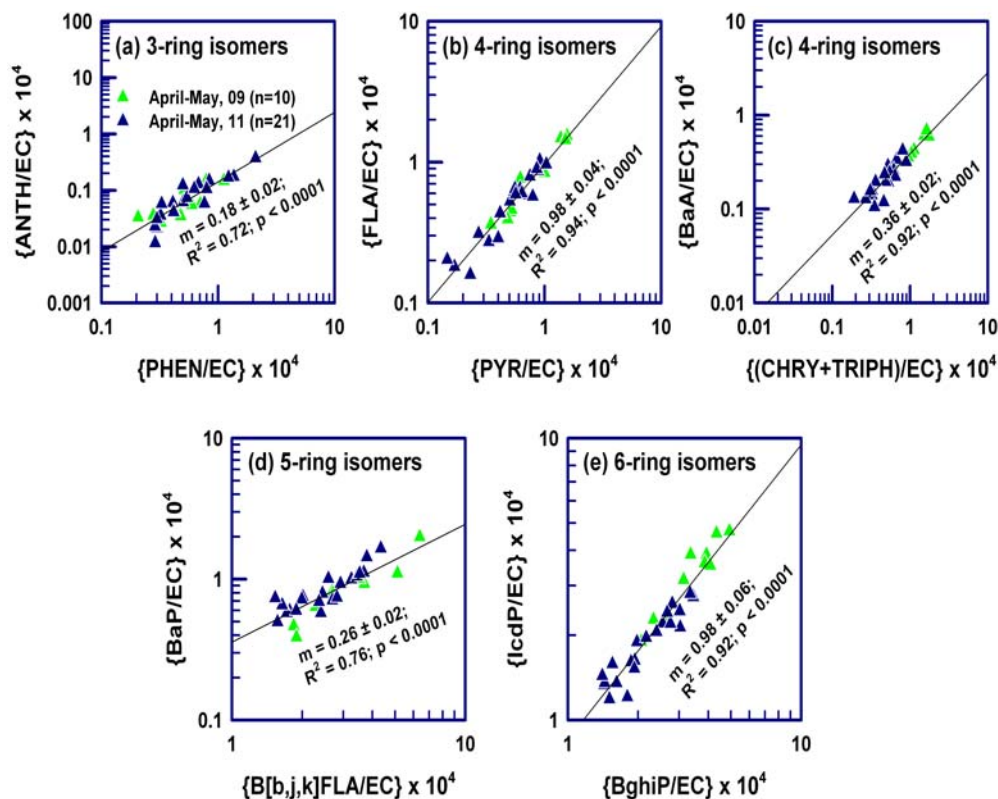 (a) 3-ring isomers
April-May, 09 (n=10)
April-May, 11 (n=21)
m = 0.18 ± 0.02;
R² = 0.72; p < 0.0001
{ANTH/EC} x 10⁴
100
10
1
0.1
0.01
0.001
0.1
1
10
{PHEN/EC} x 10⁴
(b) 4-ring isomers
m = 0.98 ± 0.04;
R² = 0.94; p < 0.0001
{FLA/EC} x 10⁴
10
1
0.1
0.1
1
10
{PYR/EC} x 10⁴
(c) 4-ring isomers
m = 0.36 ± 0.02;
R² = 0.92; p < 0.0001
{BaA/EC} x 10⁴
10
1
0.1
0.01
0.01
0.1
1
10
{(CHRY+TRIPH)/EC} x 10⁴
(d) 5-ring isomers
m = 0.26 ± 0.02;
R² = 0.76; p < 0.0001
{BaP/EC} x 10⁴
10
1
0.1
1
10
{B[b,j,k]FLA/EC} x 10⁴
(e) 6-ring isomers
m = 0.98 ± 0.06;
R² = 0.92; p < 0.0001
{IcdP/EC} x 10⁴
10
1
1
10
{BghiP/EC} x 10⁴